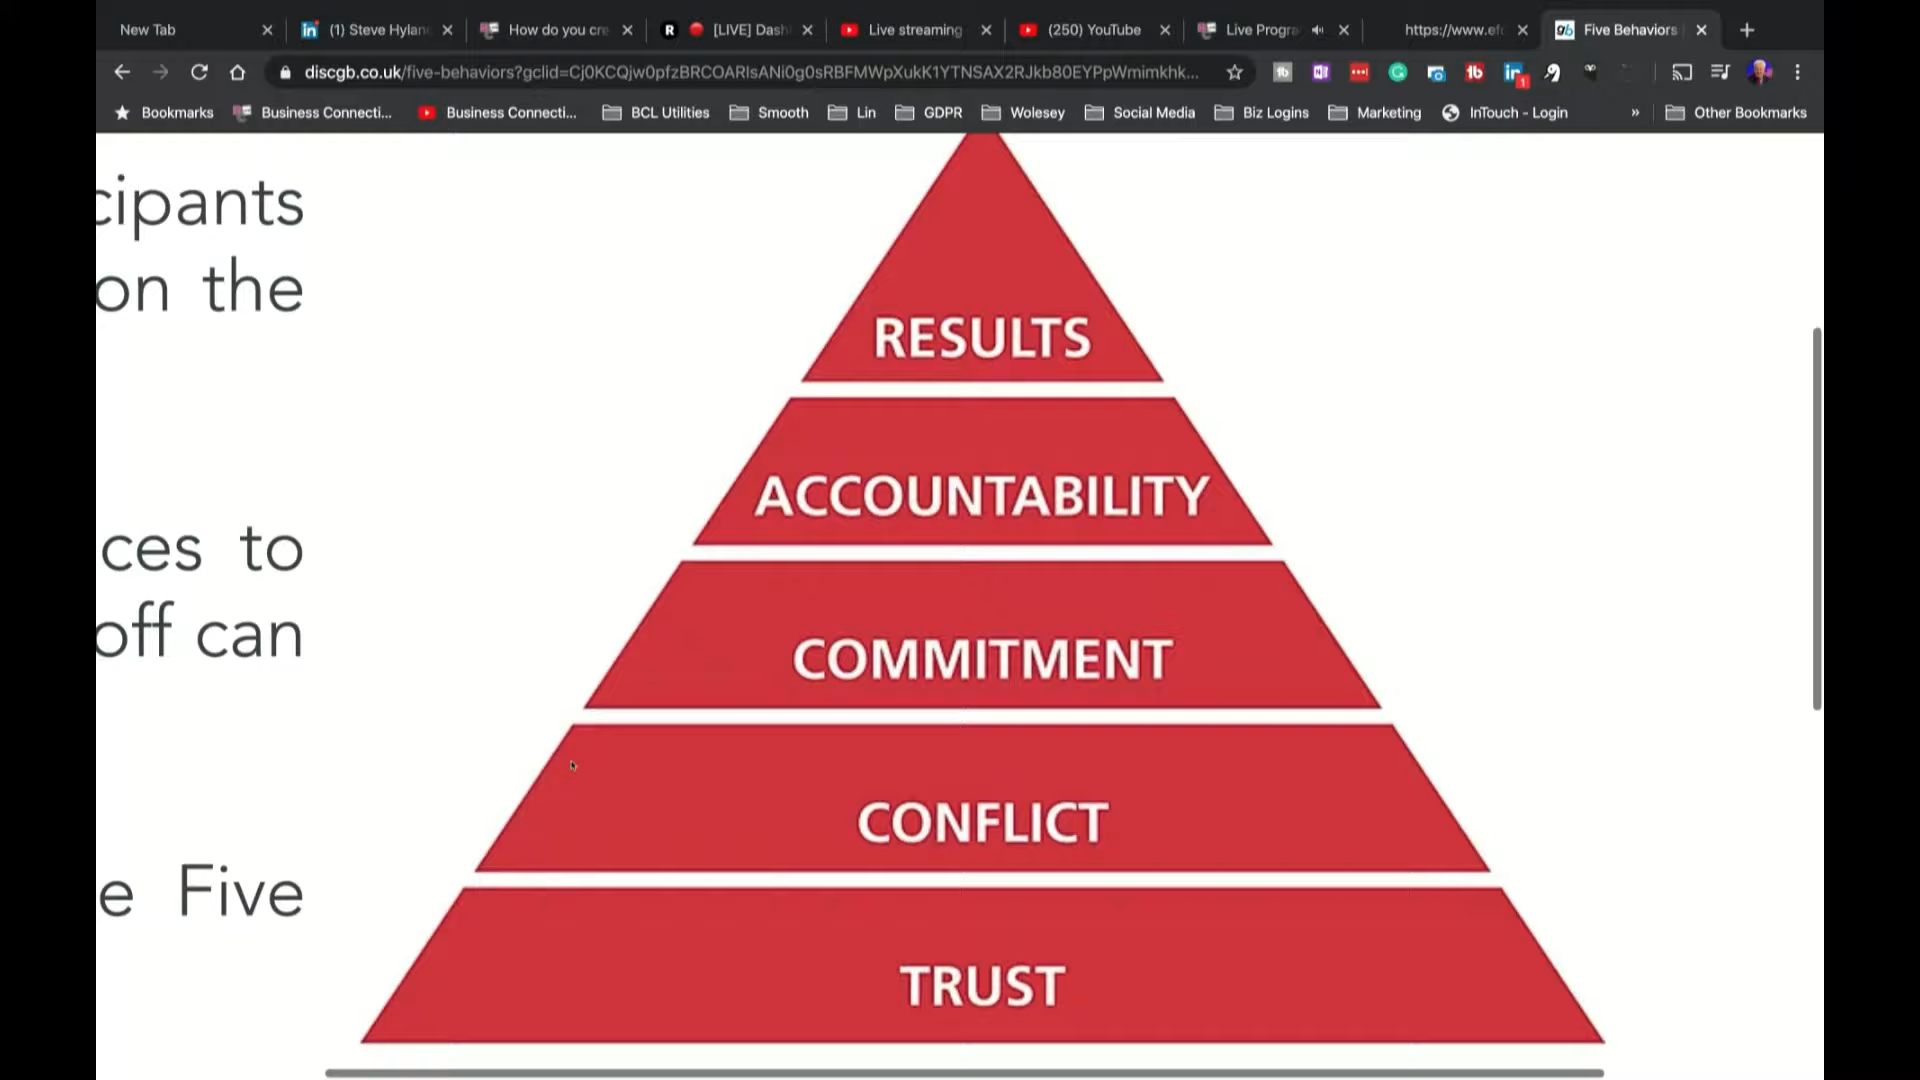 New Tab
(1) Steve Hylan
How do you cre
R
[LIVE] Dash
Live streaming
(250) YouTube
Live Progra
https://www.efc
gb
Five Behaviors
discgb.co.uk/five-behaviors?gclid=Cj0KCQjw0pfzBRCOARIsANi0g0sRBFMWpXukK1YTNSAX2RJkb80EYPpWmimkhk...
Bookmarks
Business Connecti...
Business Connecti...
BCL Utilities
Smooth
Lin
GDPR
Wolesey
Social Media
Biz Logins
Marketing
InTouch - Login
»
Other Bookmarks
cipants
on the
ces to
off can
e Five
RESULTS
ACCOUNTABILITY
COMMITMENT
CONFLICT
TRUST